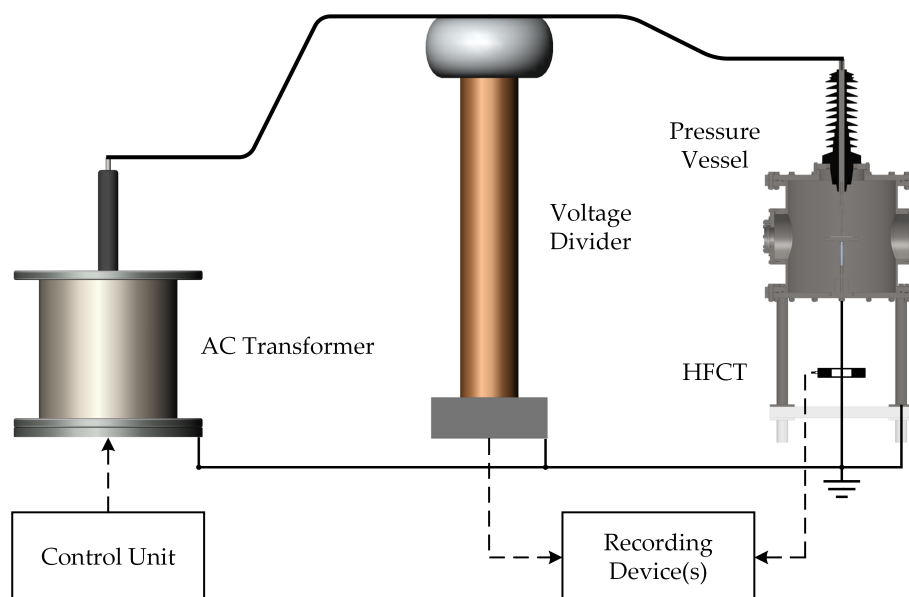 Pressure
Vessel
Voltage
Divider
AC Transformer
HFCT
Control Unit
Recording
Device(s)